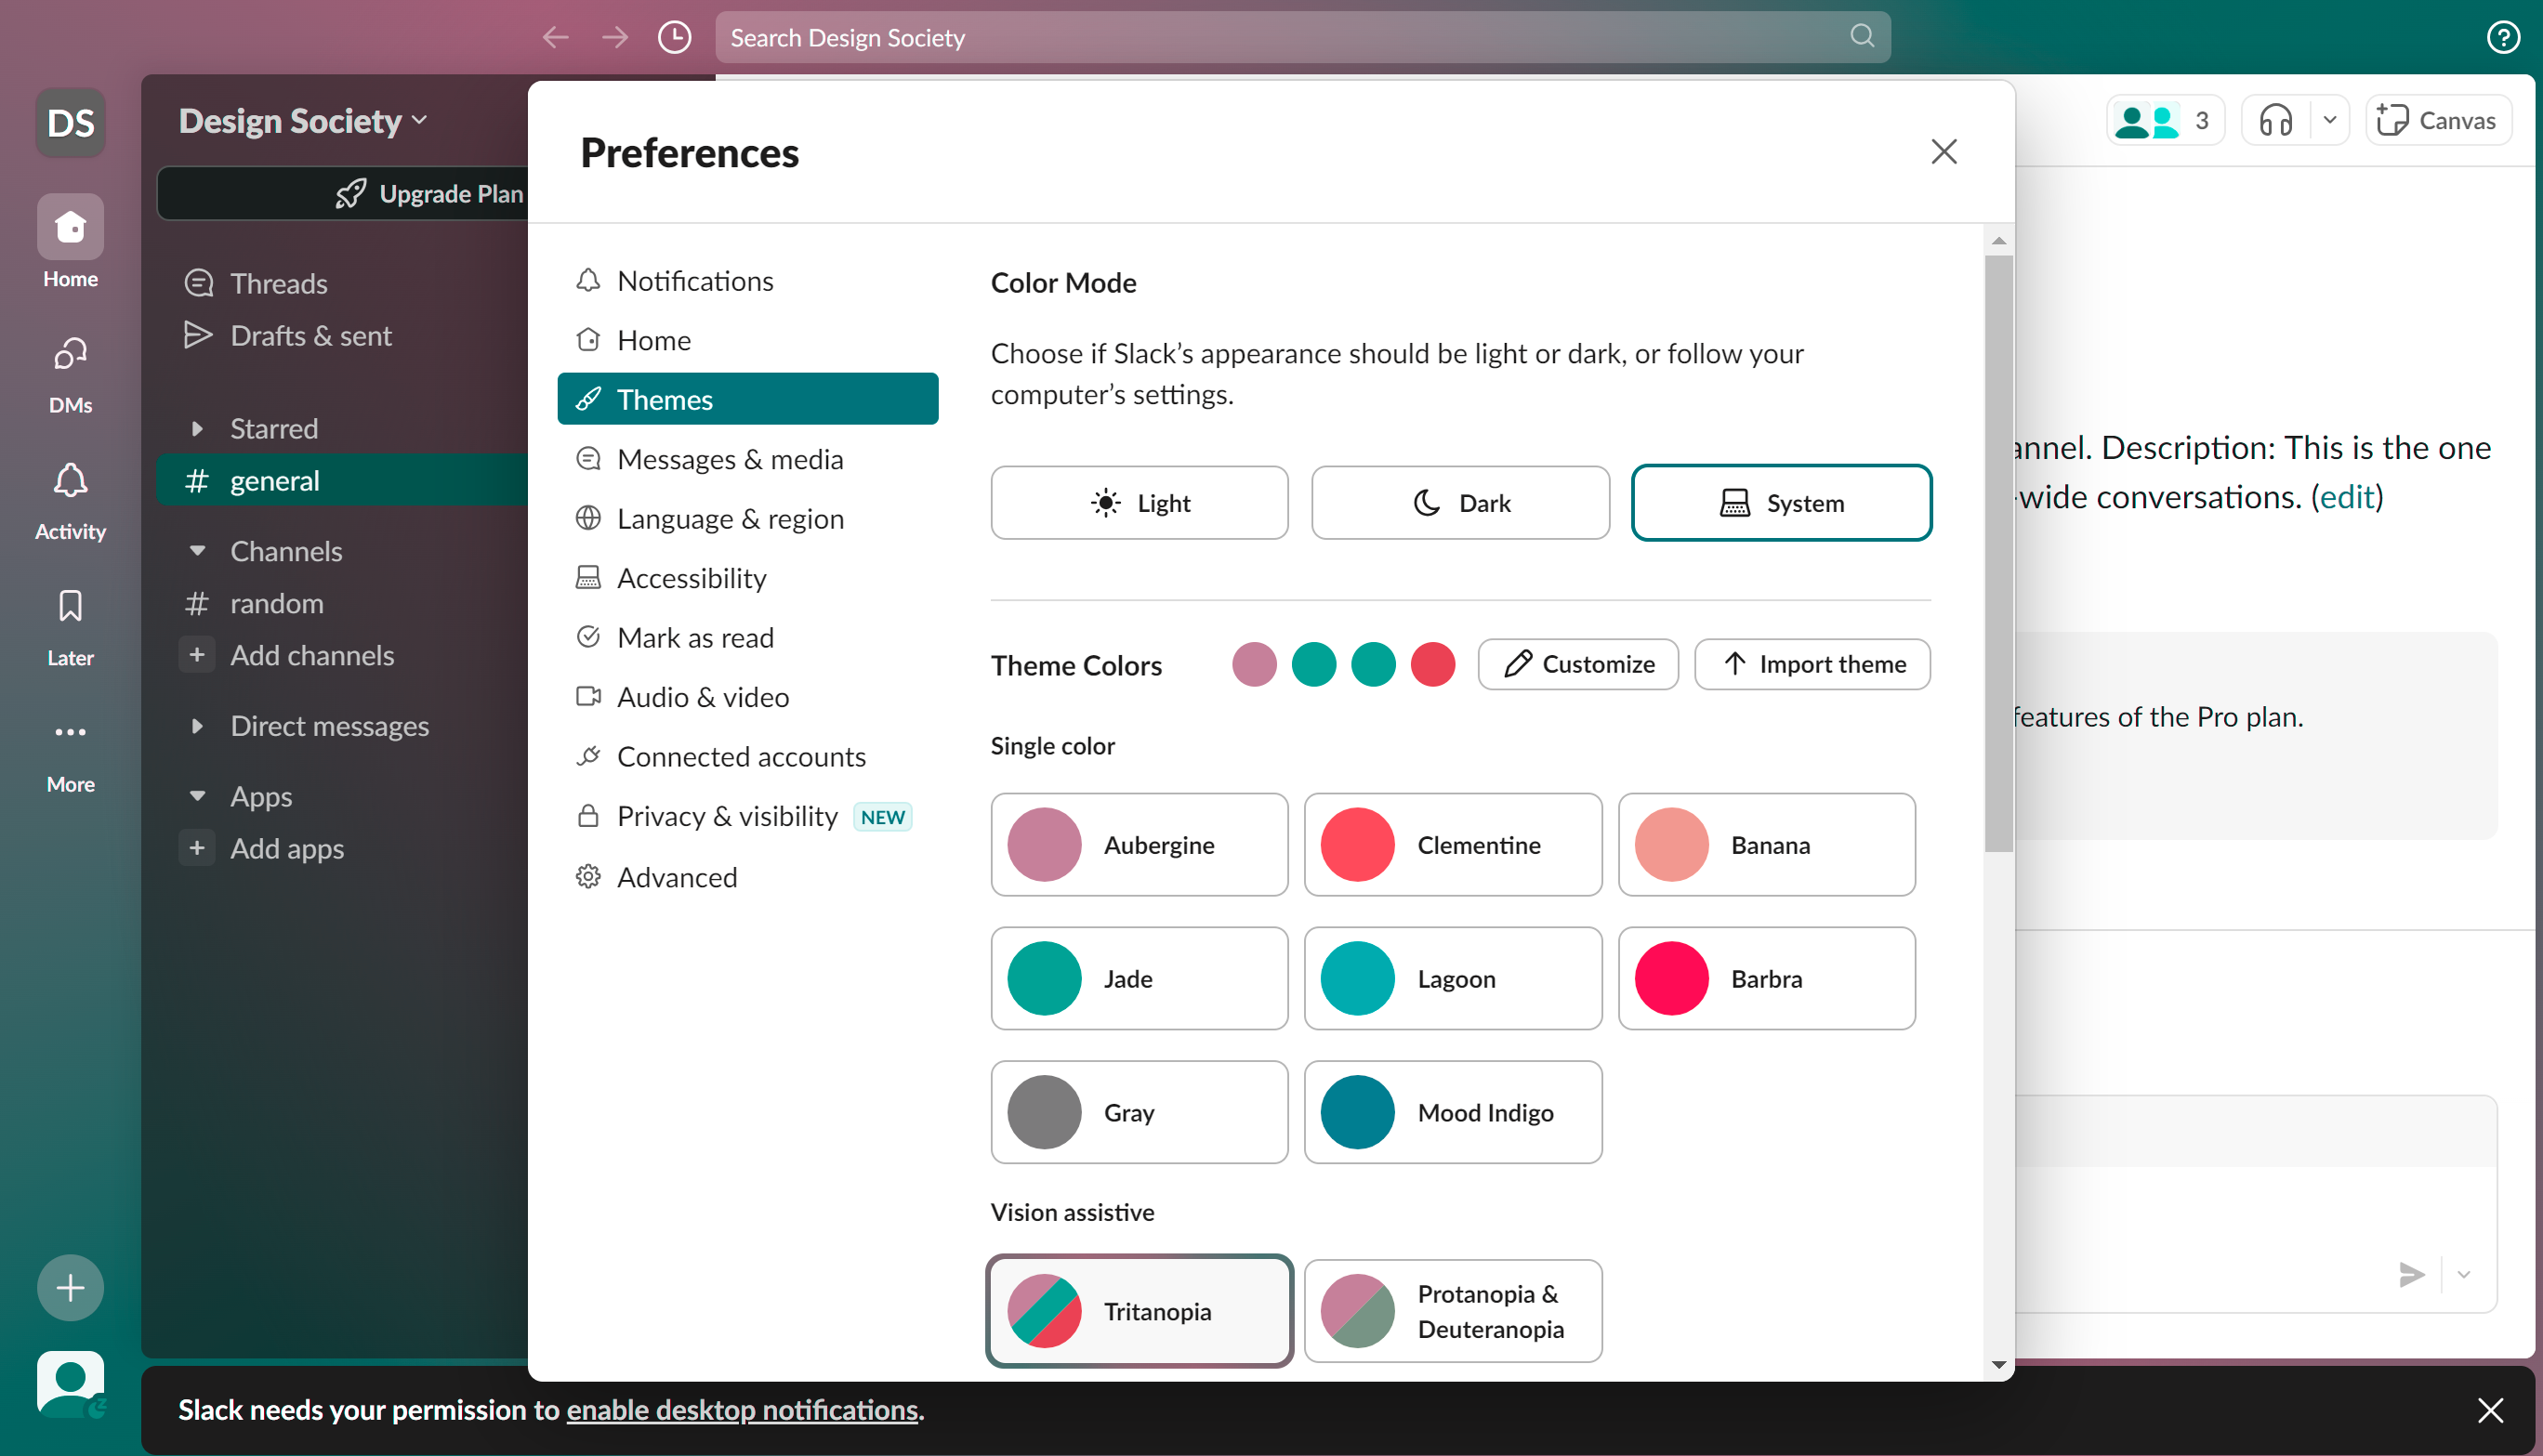 Search Design Society
DS
Home
DMs
Activity
Later
More
Design Society
Upgrade Plan
Threads
Drafts & sent
Starred
# general
Channels
# random
Add channels
Direct messages
Apps
Add apps
3
Canvas
annel. Description: This is the one
-wide conversations. (edit)
features of the Pro plan.
Preferences
Notifications
Home
Themes
Messages & media
Language & region
Accessibility
Mark as read
Audio & video
Connected accounts
Privacy & visibility NEW
Advanced
Color Mode
Choose if Slack’s appearance should be light or dark, or follow your
computer’s settings.
Light
Dark
System
Theme Colors
Customize
Import theme
Single color
Aubergine
Clementine
Banana
Jade
Lagoon
Barbra
Gray
Mood Indigo
Vision assistive
Tritanopia
Protanopia &
Deuteranopia
Slack needs your permission to enable desktop notifications.